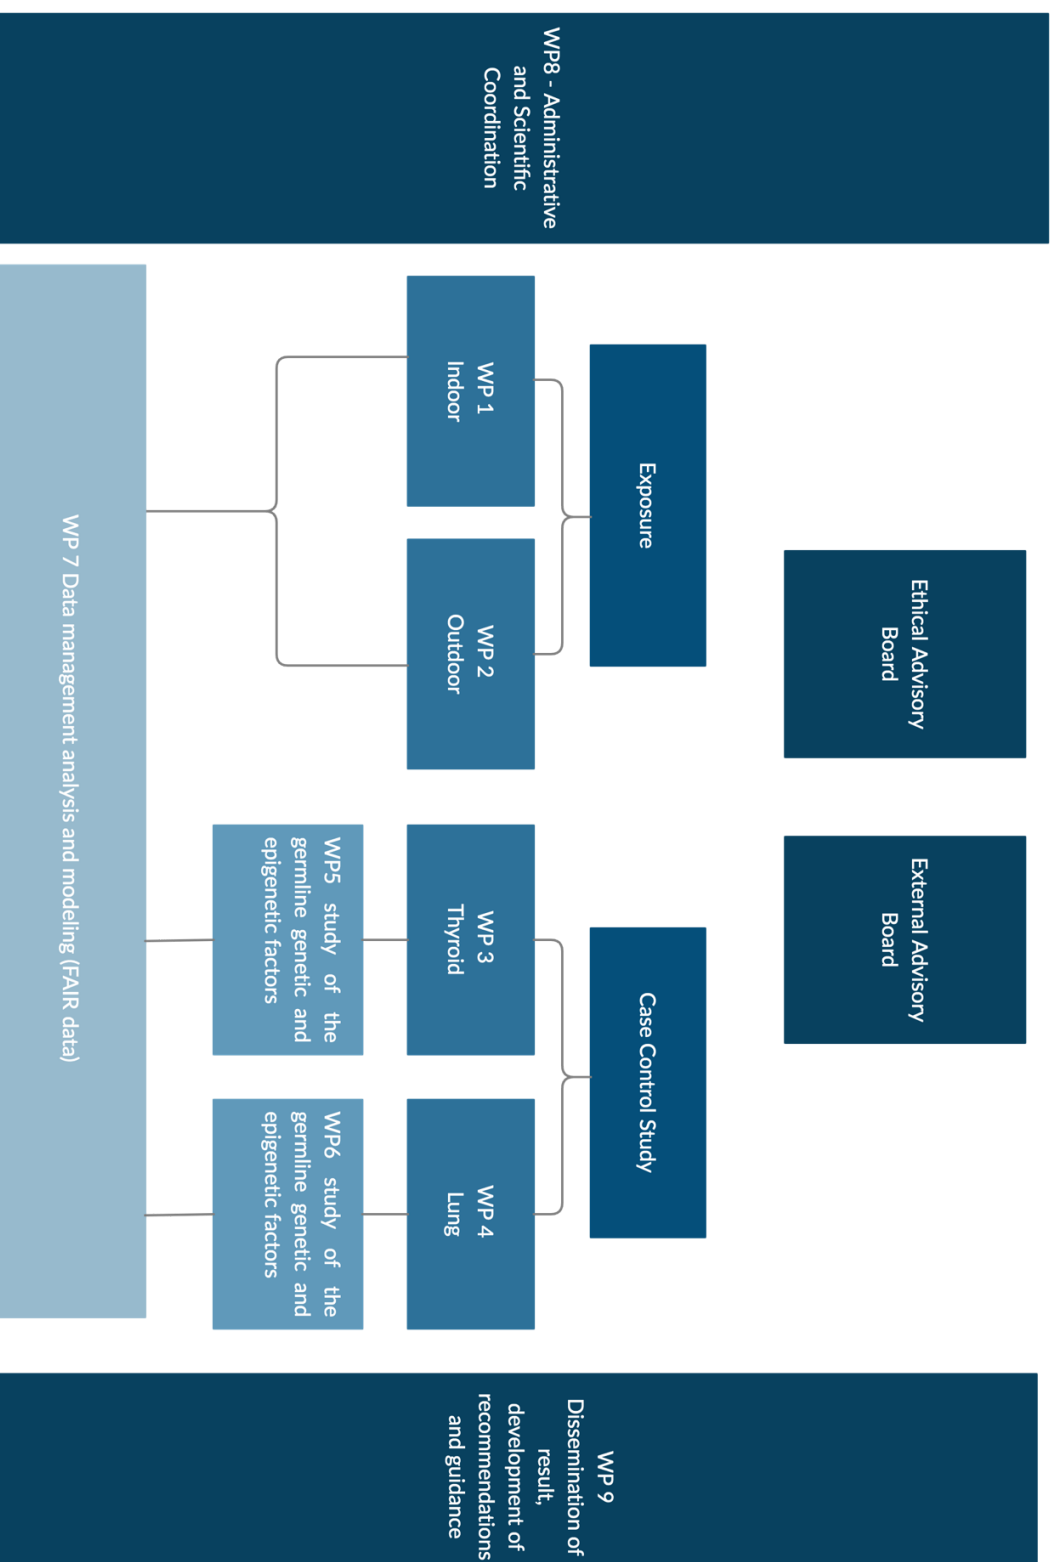 WP8 - Administrative
and Scientific
Coordination
Ethical Advisory
Board
External Advisory
Board
Exposure
Case Control Study
WP 1
Indoor
WP 2
Outdoor
WP 3
Thyroid
WP 4
Lung
WP5 study of the
germline genetic and
epigenetic factors
WP6 study of the
germline genetic and
epigenetic factors
WP 7 Data management analysis and modeling (FAIR data)
WP 9
Dissemination of
result,
development of
recommendations
and guidance